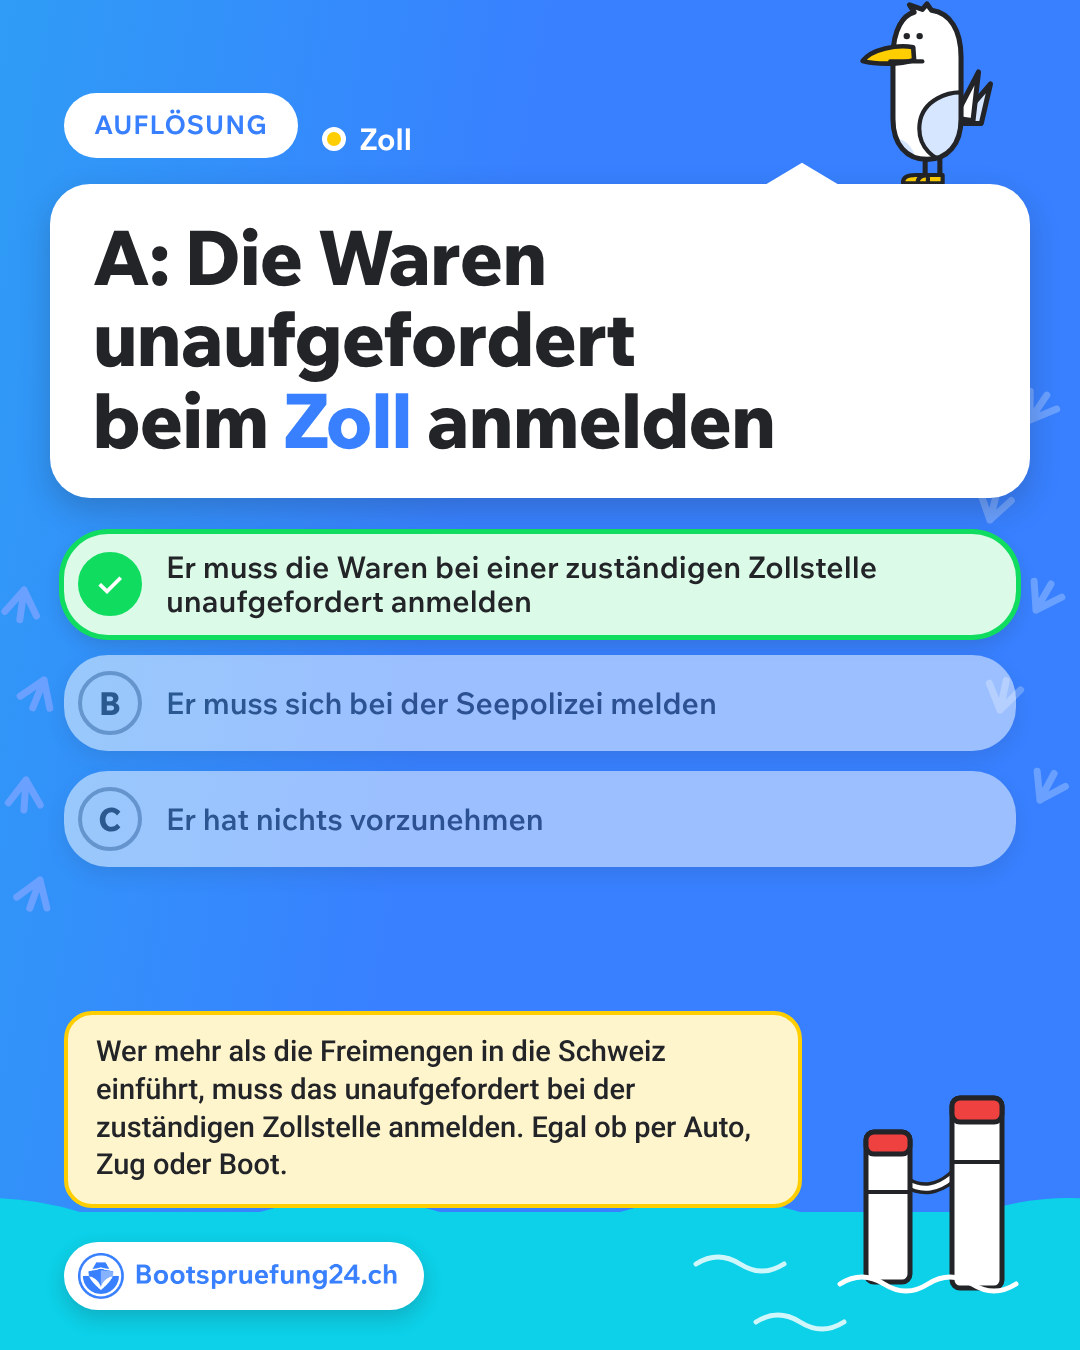 AUFLÖSUNG
Zoll
A: Die Waren
unaufgefordert
beim Zoll anmelden
Er muss die Waren bei einer zuständigen Zollstelle
unaufgefordert anmelden
B Er muss sich bei der Seepolizei melden
C Er hat nichts vorzunehmen
Wer mehr als die Freimengen in die Schweiz
einführt, muss das unaufgefordert bei der
zuständigen Zollstelle anmelden. Egal ob per Auto,
Zug oder Boot.
Bootspruefung24.ch